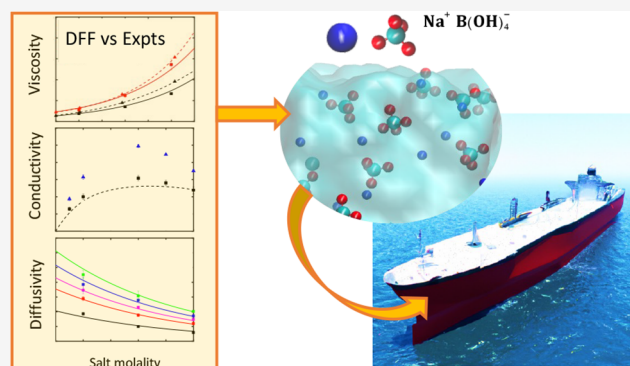 DFF vs Expts
Viscosity
Conductivity
Diffusivity
Salt molality
Na⁺ B(OH)₄⁻